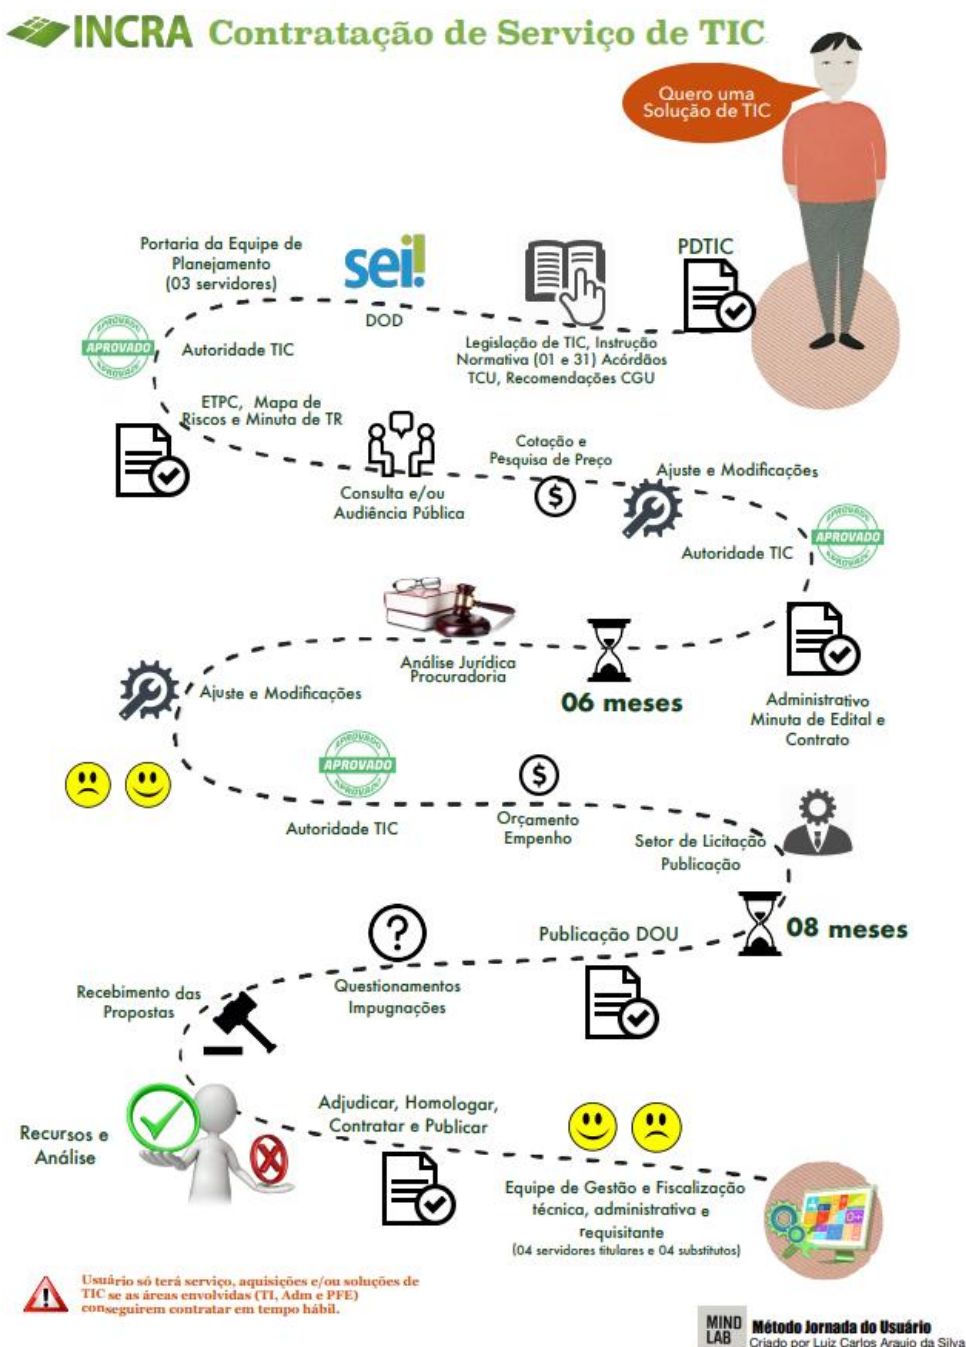 INCRA Contratação de Serviço de TIC
Quero uma
Solução de TIC
PDTIC
Legislação de TIC, Instrução
Normativa (01 e 31) Acórdãos
TCU, Recomendações CGU
sei!
DOD
Portaria da Equipe de
Planejamento
(03 servidores)
APROVADO
APROVADO
APROVADO
Autoridade TIC
ETPC, Mapa de
Riscos e Minuta de TR
Consulta e/ou
Audiência Pública
Cotação e
Pesquisa de Preço
$
Ajuste e Modificações
APROVADO
APROVADO
APROVADO
Autoridade TIC
Administrativo
Minuta de Edital e
Contrato
06 meses
Análise Jurídica
Procuradoria
Ajuste e Modificações
APROVADO
APROVADO
APROVADO
Autoridade TIC
$
Orçamento
Empenho
Setor de Licitação
Publicação
08 meses
Publicação DOU
?
Questionamentos
Impugnações
Recebimento das
Propostas
Recursos e
Análise
Adjudicar, Homologar,
Contratar e Publicar
Equipe de Gestão e Fiscalização
técnica, administrativa e
requisitante
(04 servidores titulares e 04 substitutos)
Usuário só terá serviço, aquisições e/ou soluções de
TIC se as áreas envolvidas (TI, Adm e PFE)
conseguirem contratar em tempo hábil.
MIND
LAB
Método Jornada do Usuário
Criado por Luiz Carlos Araujo da Silva